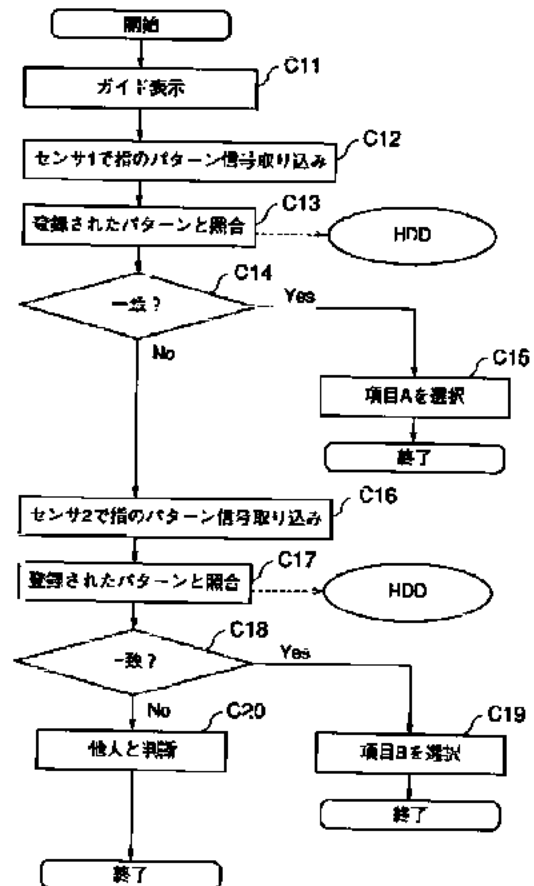 開始
C11
ガイド表示
C12
センサ1で指のパターン信号取り込み
C13
登録されたパターンと照合
HDD
C14
一致?
Yes
No
C15
項目Aを選択
終了
C16
センサ2で指のパターン信号取り込み
C17
登録されたパターンと照合
HDD
C18
一致?
Yes
No
C20
他人と判断
C19
項目Bを選択
終了
終了